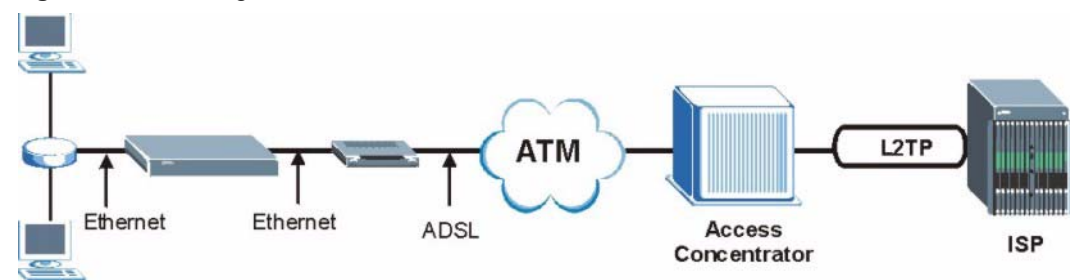 Ethernet
Ethernet
ADSL
ATM
Access
Concentrator
L2TP
ISP